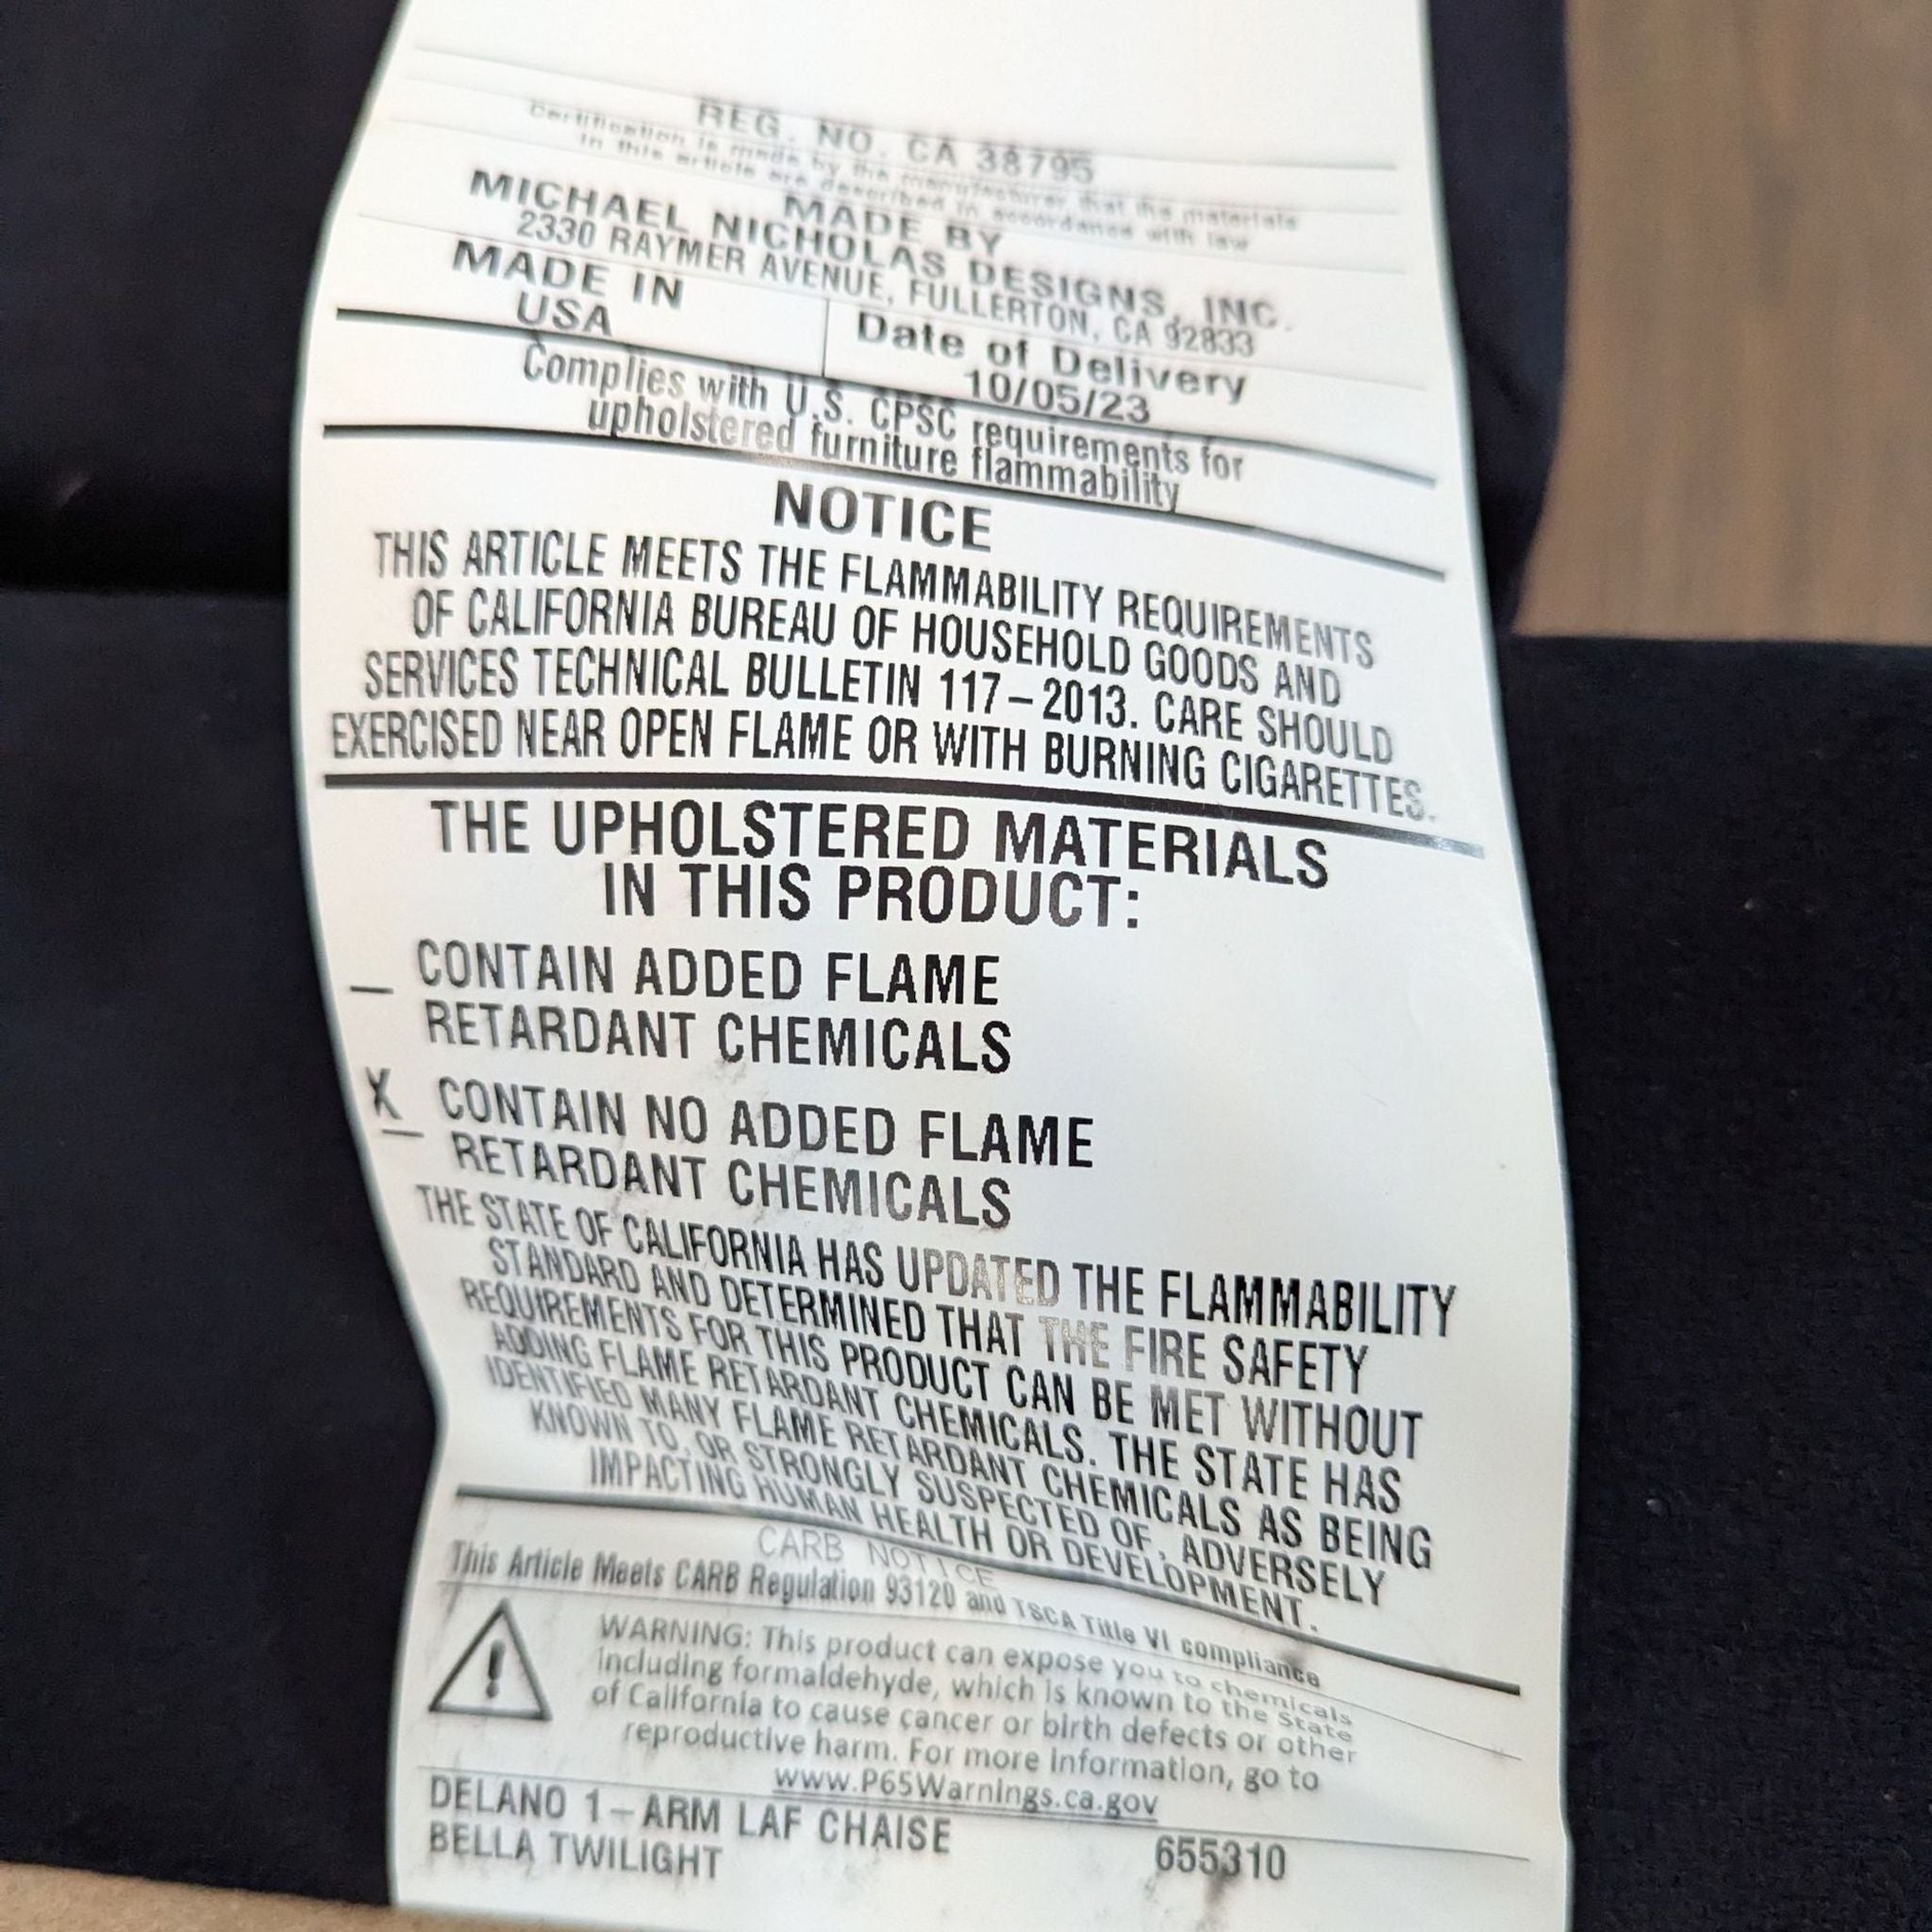 REG. NO. CA 38795
Certification is made by the manufacturer that the materials
in this article are described in accordance with law
MADE BY
MICHAEL NICHOLAS DESIGNS, INC.
2330 RAYMER AVENUE, FULLERTON, CA 92833
MADE IN
USA
Date of Delivery
10/05/23
Complies with U.S. CPSC requirements for
upholstered furniture flammability
NOTICE
THIS ARTICLE MEETS THE FLAMMABILITY REQUIREMENTS
OF CALIFORNIA BUREAU OF HOUSEHOLD GOODS AND
SERVICES TECHNICAL BULLETIN 117-2013. CARE SHOULD
EXERCISED NEAR OPEN FLAME OR WITH BURNING CIGARETTES.
THE UPHOLSTERED MATERIALS
IN THIS PRODUCT:
_ CONTAIN ADDED FLAME
RETARDANT CHEMICALS
X CONTAIN NO ADDED FLAME
RETARDANT CHEMICALS
THE STATE OF CALIFORNIA HAS UPDATED THE FLAMMABILITY
STANDARD AND DETERMINED THAT THE FIRE SAFETY
REQUIREMENTS FOR THIS PRODUCT CAN BE MET WITHOUT
ADDING FLAME RETARDANT CHEMICALS. THE STATE HAS
IDENTIFIED MANY FLAME RETARDANT CHEMICALS AS BEING
KNOWN TO, OR STRONGLY SUSPECTED OF, ADVERSELY
IMPACTING HUMAN HEALTH OR DEVELOPMENT.
CARB NOTICE
This Article Meets CARB Regulation 93120 and TSCA Title VI compliance
WARNING: This product can expose you to chemicals
including formaldehyde, which is known to the State
of California to cause cancer or birth defects or other
reproductive harm. For more information, go to
www.P65Warnings.ca.gov
DELANO 1-ARM LAF CHAISE
BELLA TWILIGHT 655310